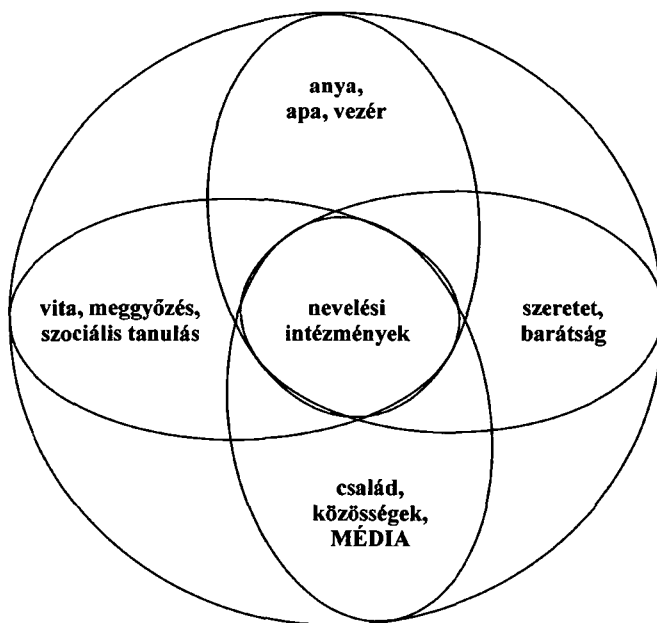 anya,
apa, vezér
vita, meggyőzés,
szociális tanulás
nevelési
intézmények
szeretet,
barátság
család,
közösségek,
MÉDIA